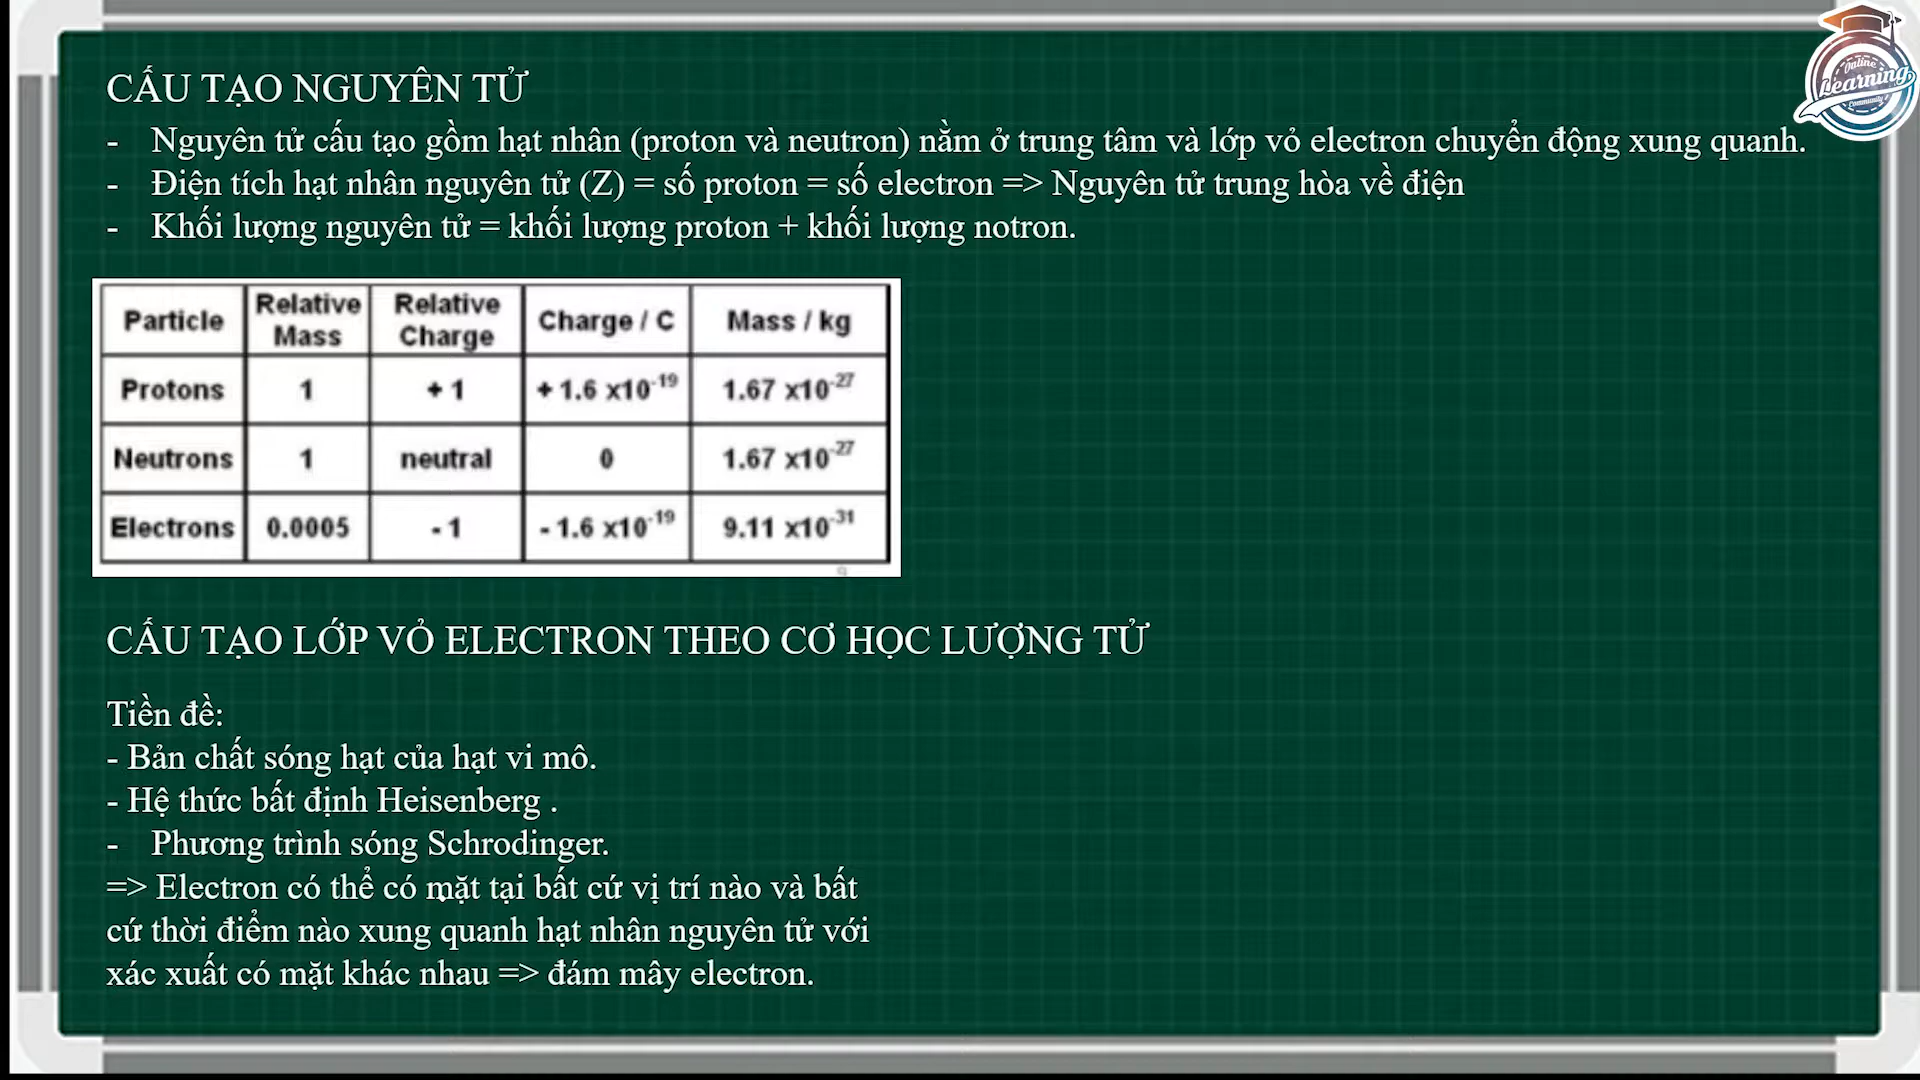 Online
Learning
Community
CẤU TẠO NGUYÊN TỬ
- Nguyên tử cấu tạo gồm hạt nhân (proton và neutron) nằm ở trung tâm và lớp vỏ electron chuyển động xung quanh.
- Điện tích hạt nhân nguyên tử (Z) = số proton = số electron => Nguyên tử trung hòa về điện
- Khối lượng nguyên tử = khối lượng proton + khối lượng notron.
Particle Relative Mass Relative Charge Charge / C Mass / kg
Protons 1 + 1 + 1.6 x10⁻¹⁹ 1.67 x10⁻²⁷
Neutrons 1 neutral 0 1.67 x10⁻²⁷
Electrons 0.0005 - 1 - 1.6 x10⁻¹⁹ 9.11 x10⁻³¹
9
CẤU TẠO LỚP VỎ ELECTRON THEO CƠ HỌC LƯỢNG TỬ
Tiền đề:
- Bản chất sóng hạt của hạt vi mô.
- Hệ thức bất định Heisenberg .
- Phương trình sóng Schrodinger.
=> Electron có thể có mặt tại bất cứ vị trí nào và bất
cứ thời điểm nào xung quanh hạt nhân nguyên tử với
xác xuất có mặt khác nhau => đám mây electron.